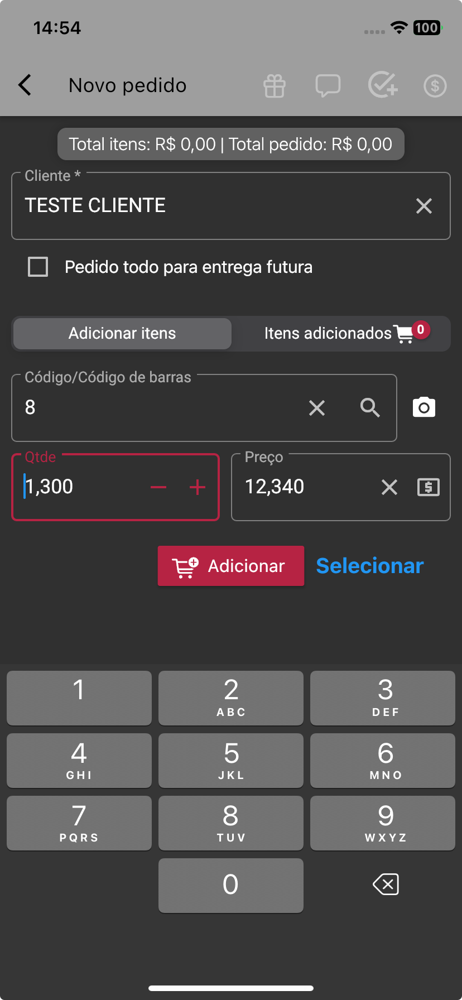 14:54
100
Novo pedido
Total itens: R$ 0,00 | Total pedido: R$ 0,00
Cliente *
TESTE CLIENTE
Pedido todo para entrega futura
Adicionar itens
Itens adicionados 0
Código/Código de barras
8
Qtde
1,300
Preço
12,340
Adicionar
Selecionar
1
2
ABC
3
DEF
4
GHI
5
JKL
6
MNO
7
PQRS
8
TUV
9
WXYZ
0